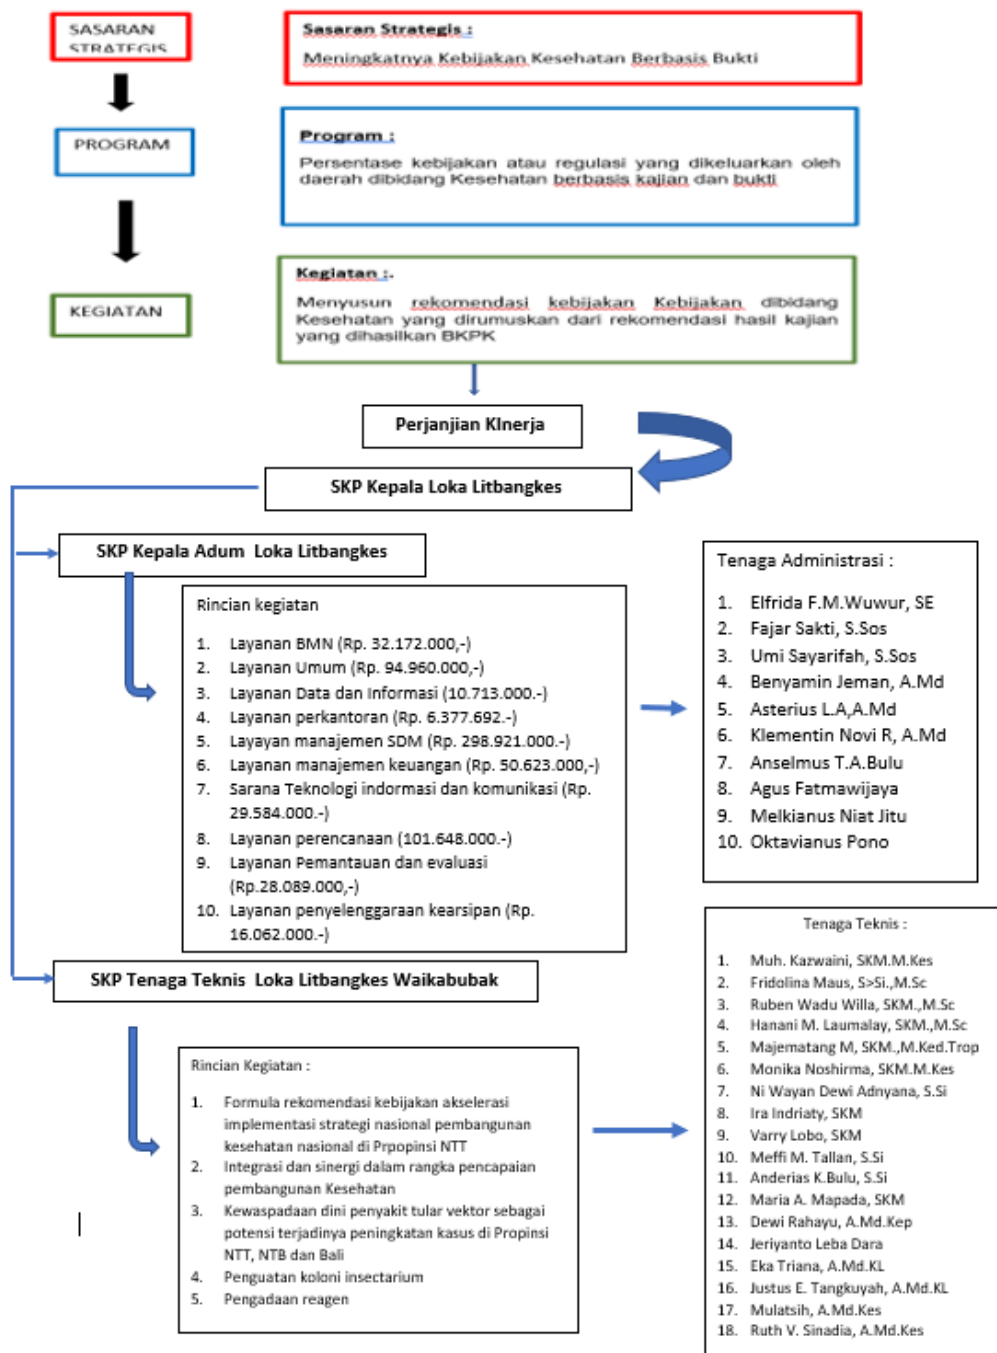 SASARAN
STRATEGIS
Sasaran Strategis :
Meningkatnya Kebijakan Kesehatan Berbasis Bukti
PROGRAM
Program :
Persentase kebijakan atau regulasi yang dikeluarkan oleh
daerah dibidang Kesehatan berbasis kajian dan bukti
KEGIATAN
Kegiatan :.
Menyusun rekomendasi kebijakan Kebijakan dibidang
Kesehatan yang dirumuskan dari rekomendasi hasil kajian
yang dihasilkan BKPK
Perjanjian KInerja
SKP Kepala Loka Litbangkes
SKP Kepala Adum Loka Litbangkes
Rincian kegiatan
1. Layanan BMN (Rp. 32.172.000,-)
2. Layanan Umum (Rp. 94.960.000,-)
3. Layanan Data dan Informasi (10.713.000.-)
4. Layanan perkantoran (Rp. 6.377.692.-)
5. Layayan manajemen SDM (Rp. 298.921.000.-)
6. Layanan manajemen keuangan (Rp. 50.623.000,-)
7. Sarana Teknologi indormasi dan komunikasi (Rp.
29.584.000.-)
8. Layanan perencanaan (101.648.000.-)
9. Layanan Pemantauan dan evaluasi
(Rp.28.089.000,-)
10. Layanan penyelenggaraan kearsipan (Rp.
16.062.000.-)
Tenaga Administrasi :
1. Elfrida F.M.Wuwur, SE
2. Fajar Sakti, S.Sos
3. Umi Sayarifah, S.Sos
4. Benyamin Jeman, A.Md
5. Asterius L.A,A.Md
6. Klementin Novi R, A.Md
7. Anselmus T.A.Bulu
8. Agus Fatmawijaya
9. Melkianus Niat Jitu
10. Oktavianus Pono
SKP Tenaga Teknis Loka Litbangkes Waikabubak
Rincian Kegiatan :
1. Formula rekomendasi kebijakan akselerasi
implementasi strategi nasional pembangunan
kesehatan nasional di Prpopinsi NTT
2. Integrasi dan sinergi dalam rangka pencapaian
pembangunan Kesehatan
3. Kewaspadaan dini penyakit tular vektor sebagai
potensi terjadinya peningkatan kasus di Propinsi
NTT, NTB dan Bali
4. Penguatan koloni insectarium
5. Pengadaan reagen
Tenaga Teknis :
1. Muh. Kazwaini, SKM.M.Kes
2. Fridolina Maus, S>Si.,M.Sc
3. Ruben Wadu Willa, SKM.,M.Sc
4. Hanani M. Laumalay, SKM.,M.Sc
5. Majematang M, SKM.,M.Ked.Trop
6. Monika Noshirma, SKM.M.Kes
7. Ni Wayan Dewi Adnyana, S.Si
8. Ira Indriaty, SKM
9. Varry Lobo, SKM
10. Meffi M. Tallan, S.Si
11. Anderias K.Bulu, S.Si
12. Maria A. Mapada, SKM
13. Dewi Rahayu, A.Md.Kep
14. Jeriyanto Leba Dara
15. Eka Triana, A.Md.KL
16. Justus E. Tangkuyah, A.Md.KL
17. Mulatsih, A.Md.Kes
18. Ruth V. Sinadia, A.Md.Kes